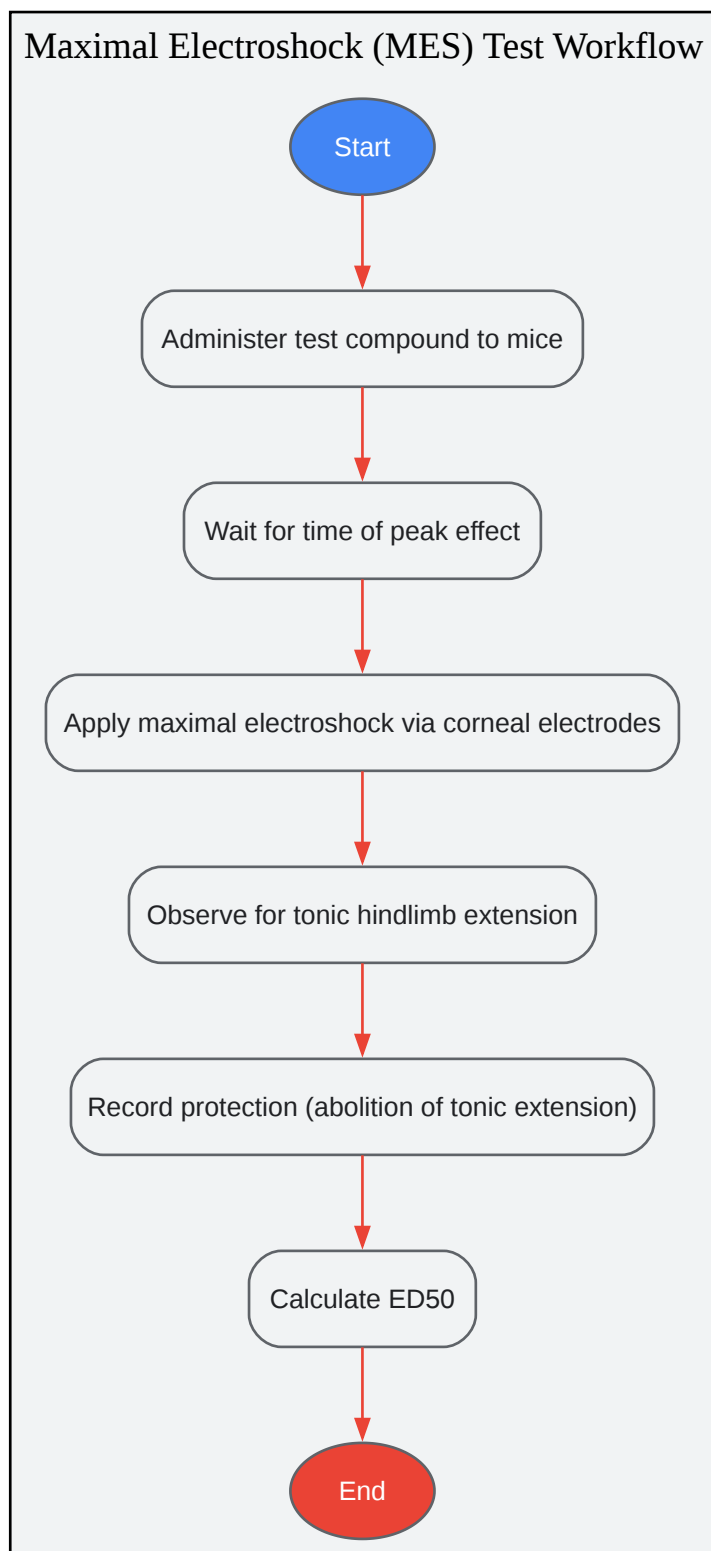 Maximal Electroshock (MES) Test Workflow
Start
Administer test compound to mice
Wait for time of peak effect
Apply maximal electroshock via corneal electrodes
Observe for tonic hindlimb extension
Record protection (abolition of tonic extension)
Calculate ED50
End